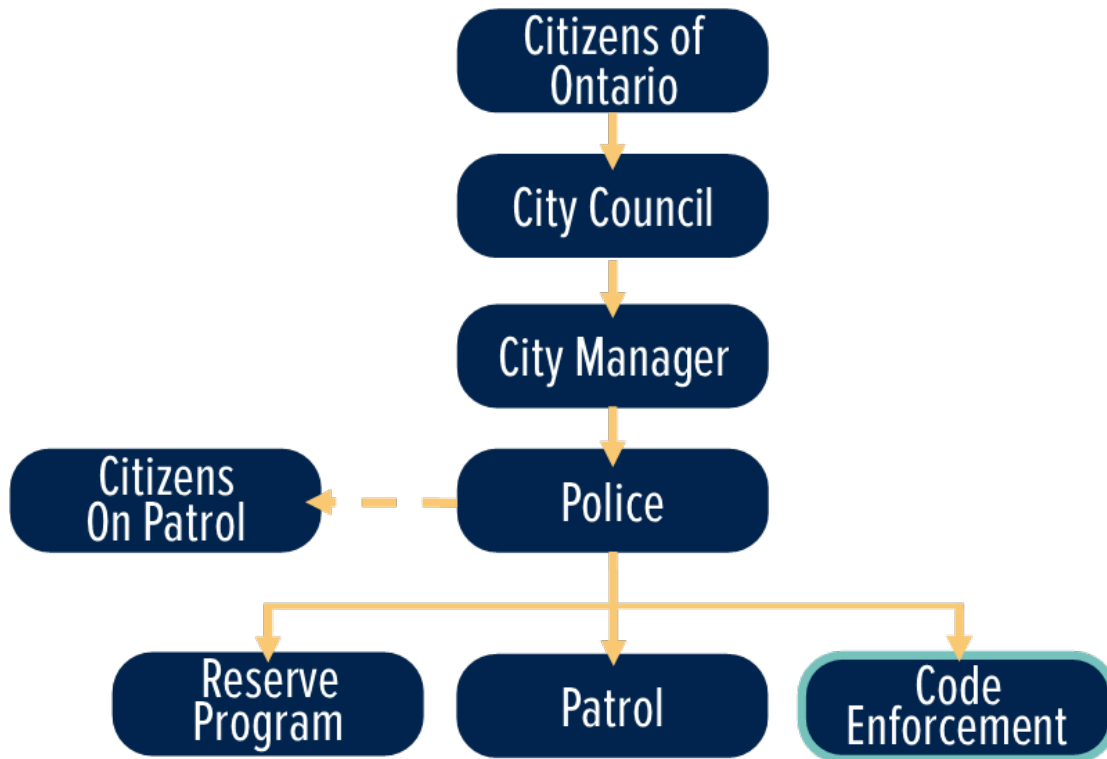 Citizens of
Ontario
City Council
City Manager
Citizens
On Patrol
Police
Reserve
Program
Patrol
Code
Enforcement